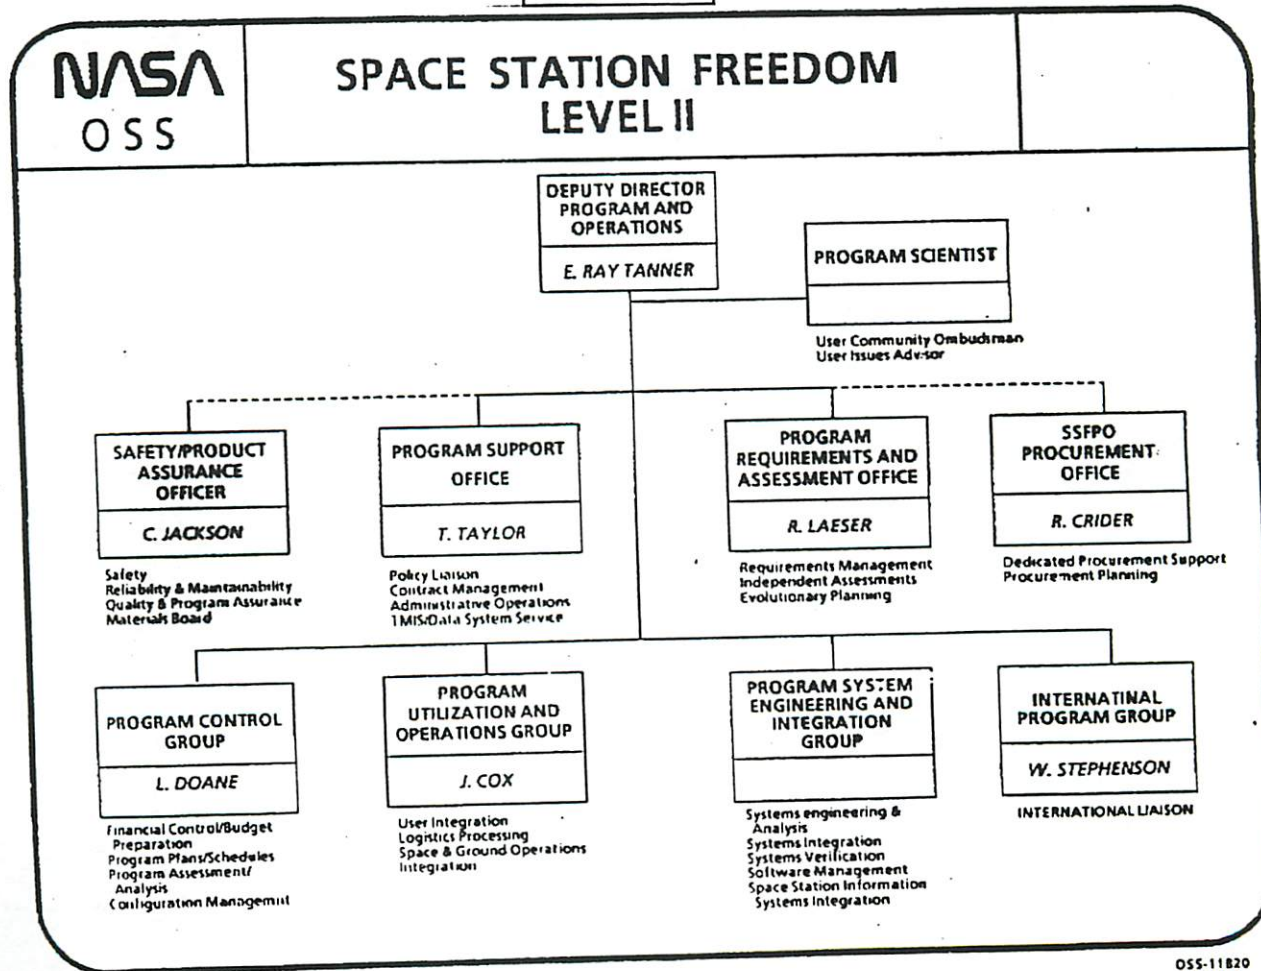 NASA
OSS
SPACE STATION FREEDOM
LEVEL II
DEPUTY DIRECTOR
PROGRAM AND
OPERATIONS
E. RAY TANNER
PROGRAM SCIENTIST
User Community Ombudsman
User Issues Advisor
SAFETY/PRODUCT
ASSURANCE
OFFICER
C. JACKSON
Safety
Reliability & Maintainability
Quality & Program Assurance
Materials Board
PROGRAM SUPPORT
OFFICE
T. TAYLOR
Policy Liaison
Contract Management
Administrative Operations
TMIS/Data System Service
PROGRAM
REQUIREMENTS AND
ASSESSMENT OFFICE
R. LAESER
Requirements Management
Independent Assessments
Evolutionary Planning
SSFPO
PROCUREMENT
OFFICE
R. CRIDER
Dedicated Procurement Support
Procurement Planning
PROGRAM CONTROL
GROUP
L. DOANE
Financial Control/Budget
Preparation
Program Plans/Schedules
Program Assessment/
Analysis
Configuration Managemnt
PROGRAM
UTILIZATION AND
OPERATIONS GROUP
J. COX
User Integration
Logistics Processing
Space & Ground Operations
Integration
PROGRAM SYSTEM
ENGINEERING AND
INTEGRATION
GROUP
Systems engineering &
Analysis
Systems Integration
Systems Verification
Software Management
Space Station Information
Systems Integration
INTERNATINAL
PROGRAM GROUP
W. STEPHENSON
INTERNATIONAL LIAISON
OSS-11820